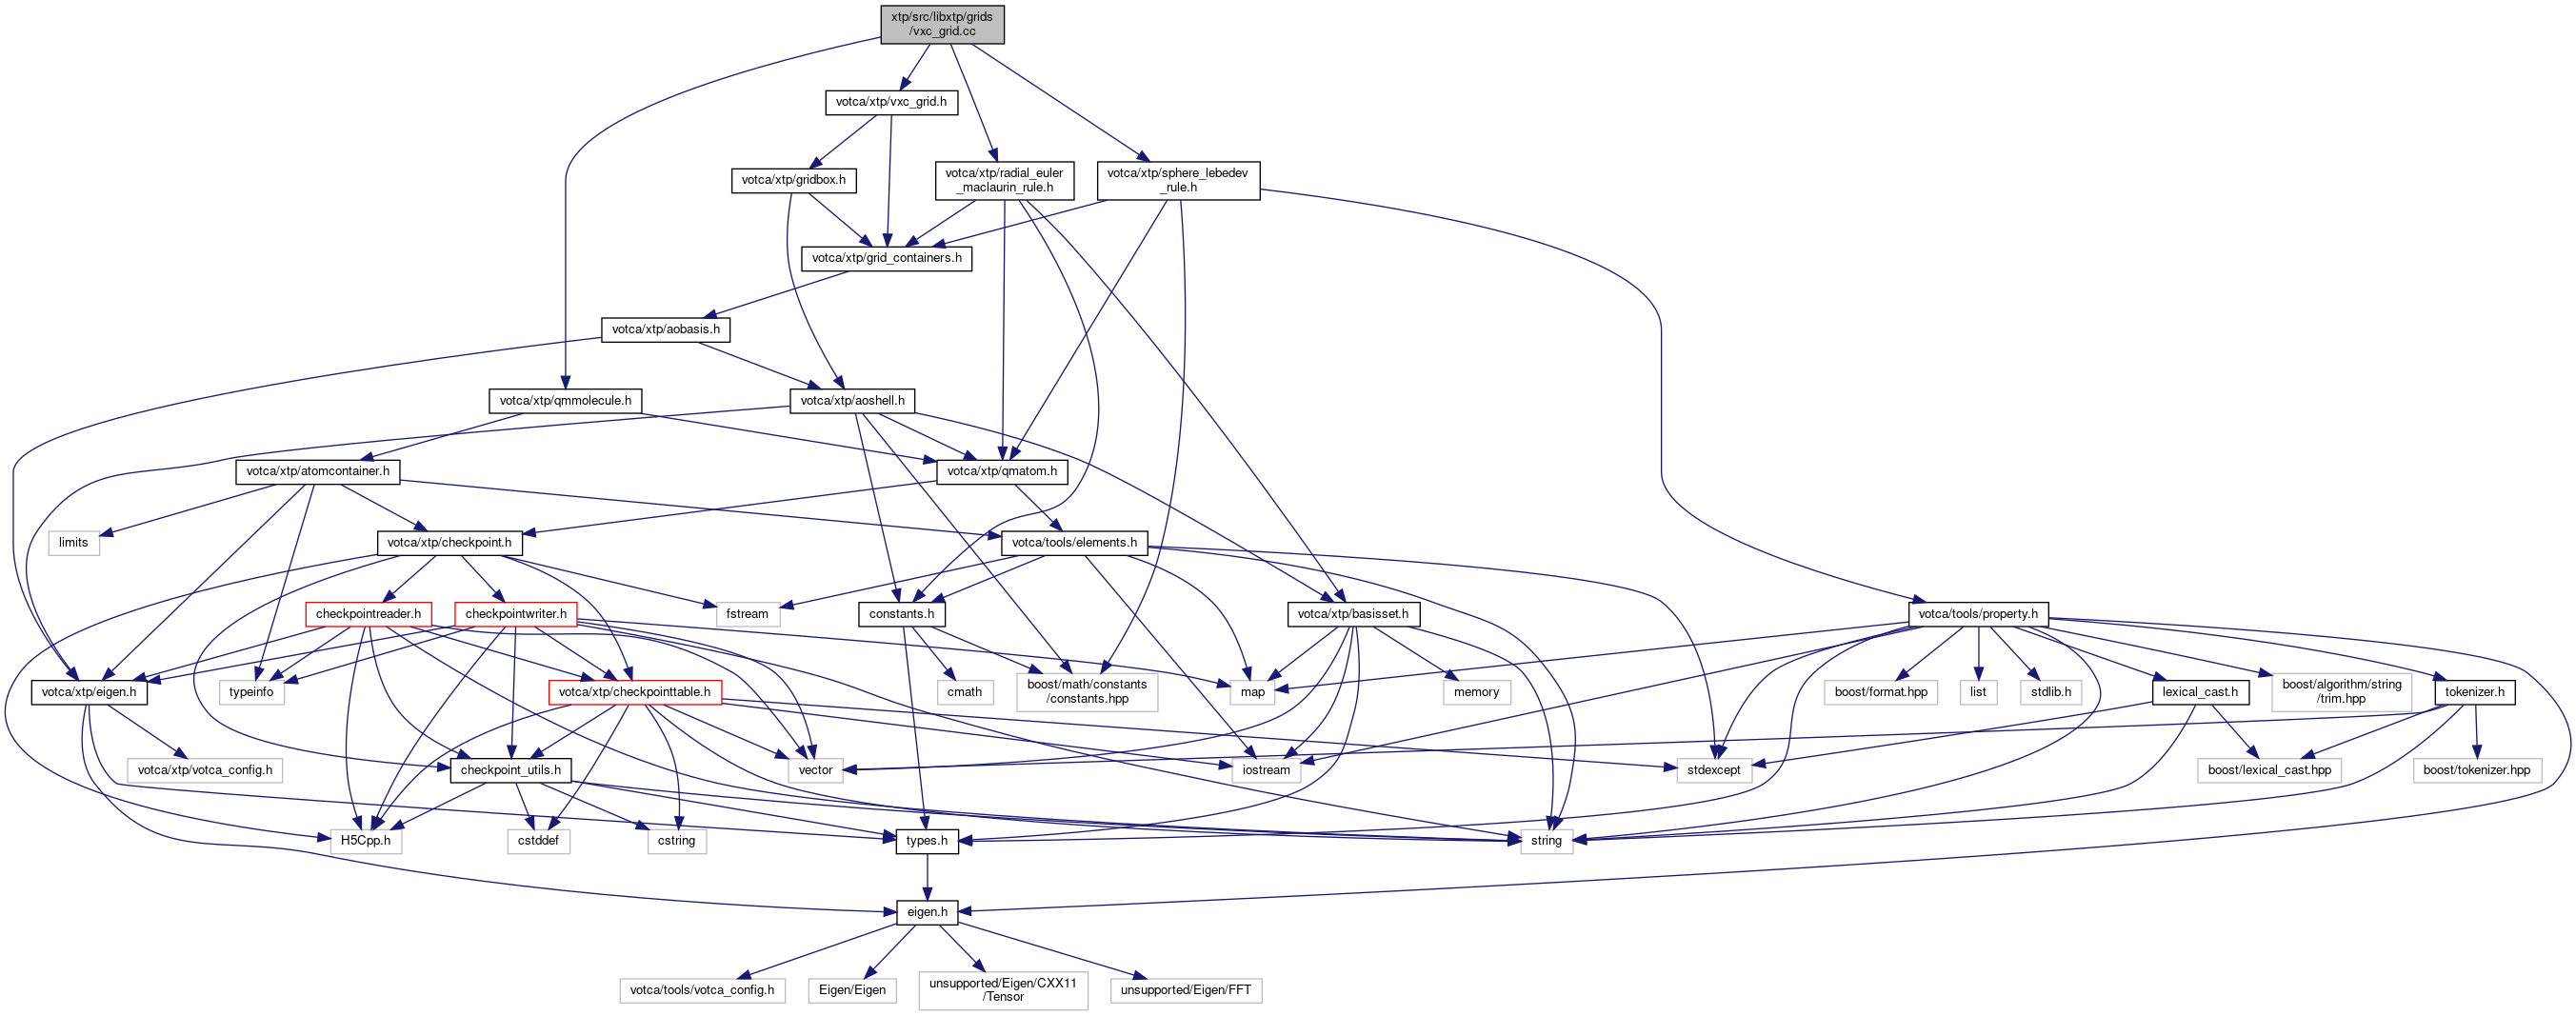 xtp/src/libxtp/grids
/vxc_grid.cc
votca/xtp/vxc_grid.h
votca/xtp/gridbox.h
votca/xtp/radial_euler
_maclaurin_rule.h
votca/xtp/sphere_lebedev
_rule.h
votca/xtp/grid_containers.h
votca/xtp/aobasis.h
votca/xtp/qmmolecule.h
votca/xtp/aoshell.h
votca/xtp/atomcontainer.h
votca/xtp/qmatom.h
limits
votca/xtp/checkpoint.h
votca/tools/elements.h
checkpointreader.h
checkpointwriter.h
fstream
constants.h
votca/xtp/basisset.h
votca/tools/property.h
votca/xtp/eigen.h
typeinfo
votca/xtp/checkpointtable.h
cmath
boost/math/constants
/constants.hpp
map
memory
boost/format.hpp
list
stdlib.h
lexical_cast.h
boost/algorithm/string
/trim.hpp
tokenizer.h
votca/xtp/votca_config.h
checkpoint_utils.h
vector
iostream
stdexcept
boost/lexical_cast.hpp
boost/tokenizer.hpp
H5Cpp.h
cstddef
cstring
types.h
string
eigen.h
votca/tools/votca_config.h
Eigen/Eigen
unsupported/Eigen/CXX11
/Tensor
unsupported/Eigen/FFT